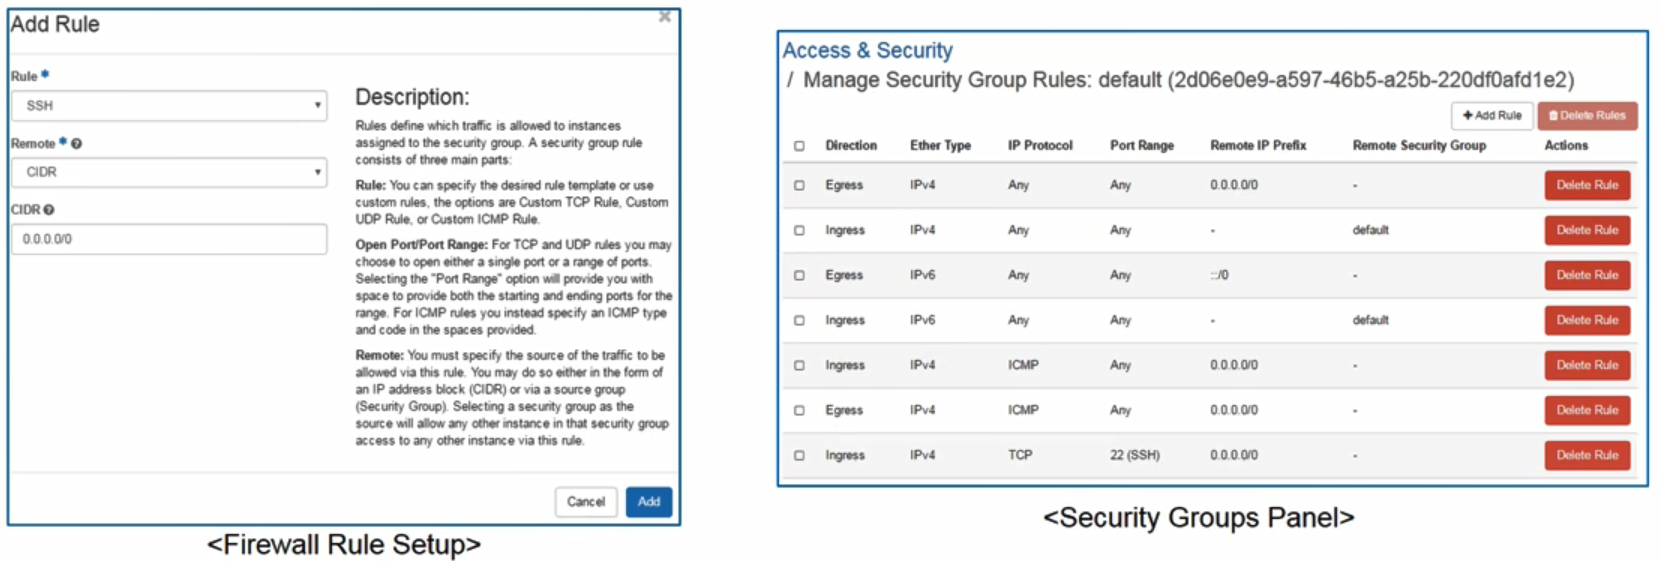 Add Rule
×
Rule *
SSH
Remote * ?
CIDR
CIDR ?
0.0.0.0/0
Description:
Rules define which traffic is allowed to instances
assigned to the security group. A security group rule
consists of three main parts:
Rule: You can specify the desired rule template or use
custom rules, the options are Custom TCP Rule, Custom
UDP Rule, or Custom ICMP Rule.
Open Port/Port Range: For TCP and UDP rules you may
choose to open either a single port or a range of ports.
Selecting the "Port Range" option will provide you with
space to provide both the starting and ending ports for the
range. For ICMP rules you instead specify an ICMP type
and code in the spaces provided.
Remote: You must specify the source of the traffic to be
allowed via this rule. You may do so either in the form of
an IP address block (CIDR) or via a source group
(Security Group). Selecting a security group as the
source will allow any other instance in that security group
access to any other instance via this rule.
Cancel Add
<Firewall Rule Setup>
Access & Security
/ Manage Security Group Rules: default (2d06e0e9-a597-46b5-a25b-220df0afd1e2)
+ Add Rule Delete Rules
Direction Ether Type IP Protocol Port Range Remote IP Prefix Remote Security Group Actions
Egress IPv4 Any Any 0.0.0.0/0 - Delete Rule
Ingress IPv4 Any Any - default Delete Rule
Egress IPv6 Any Any ::/0 - Delete Rule
Ingress IPv6 Any Any - default Delete Rule
Ingress IPv4 ICMP Any 0.0.0.0/0 - Delete Rule
Egress IPv4 ICMP Any 0.0.0.0/0 - Delete Rule
Ingress IPv4 TCP 22 (SSH) 0.0.0.0/0 - Delete Rule
<Security Groups Panel>